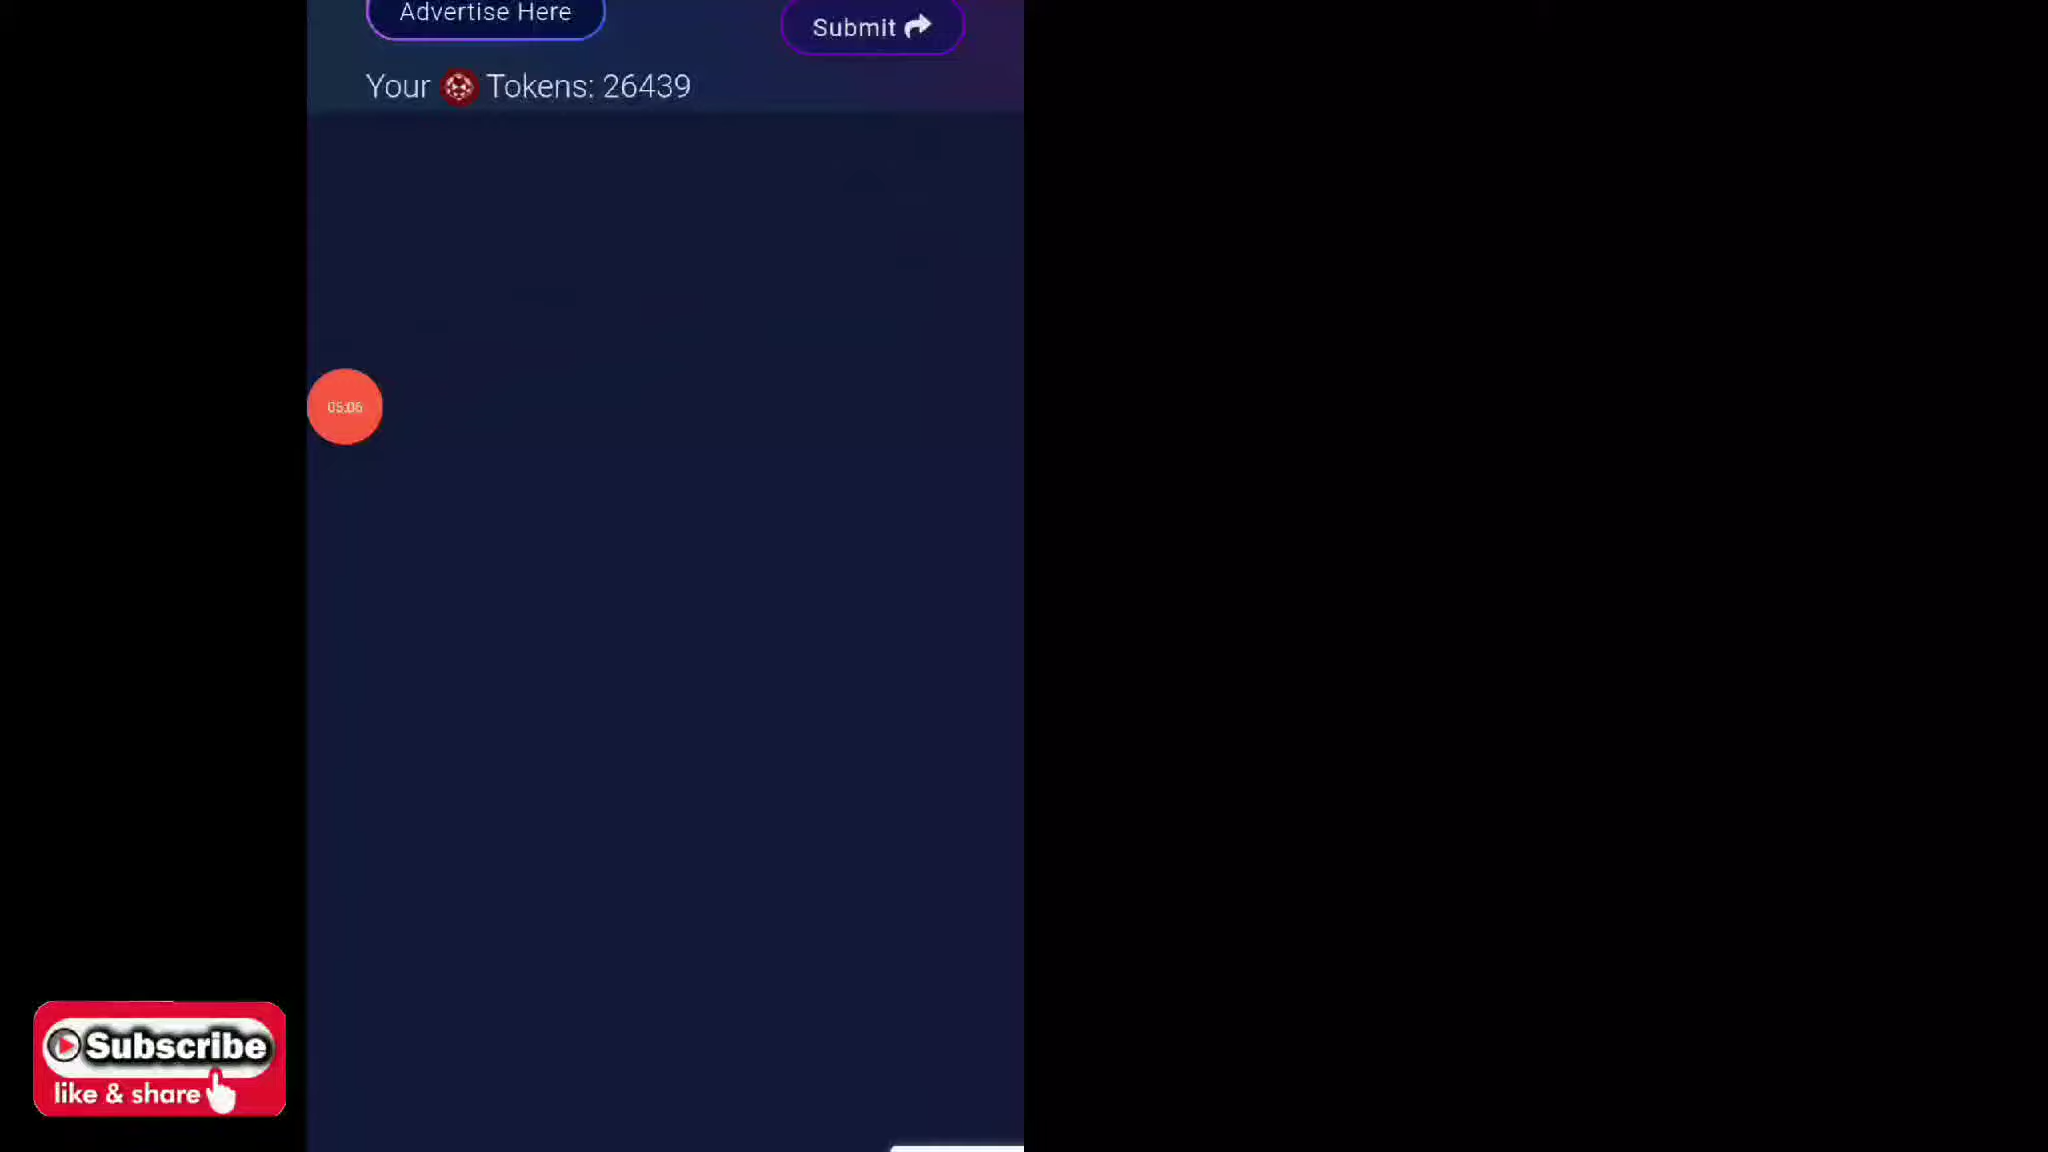 Advertise Here
Submit
Your Tokens: 26439
05:06
Subscribe
like & share